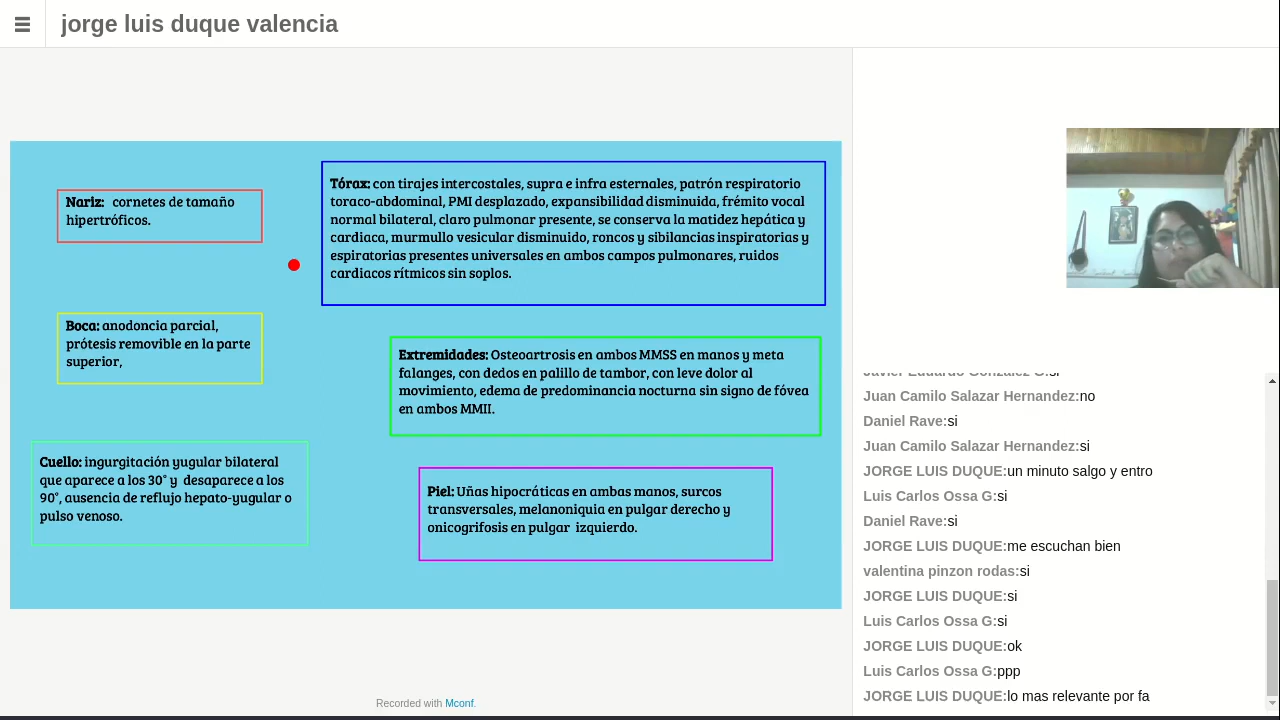 jorge luis duque valencia
Nariz: cornetes de tamaño
hipertróficos.
Boca: anodoncia parcial,
prótesis removible en la parte
superior,
Cuello: ingurgitación yugular bilateral
que aparece a los 30° y desaparece a los
90°, ausencia de reflujo hepato-yugular o
pulso venoso.
Tórax: con tirajes intercostales, supra e infra esternales, patrón respiratorio
toraco-abdominal, PMI desplazado, expansibilidad disminuida, frémito vocal
normal bilateral, claro pulmonar presente, se conserva la matidez hepática y
cardiaca, murmullo vesicular disminuido, roncos y sibilancias inspiratorias y
espiratorias presentes universales en ambos campos pulmonares, ruidos
cardiacos rítmicos sin soplos.
Extremidades: Osteoartrosis en ambos MMSS en manos y meta
falanges, con dedos en palillo de tambor, con leve dolor al
movimiento, edema de predominancia nocturna sin signo de fóvea
en ambos MMII.
Piel: Uñas hipocráticas en ambas manos, surcos
transversales, melanoniquia en pulgar derecho y
onicogrifosis en pulgar izquierdo.
Recorded with Mconf.
Javier Eduardo Gonzalez G:si
Juan Camilo Salazar Hernandez:no
Daniel Rave:si
Juan Camilo Salazar Hernandez:si
JORGE LUIS DUQUE:un minuto salgo y entro
Luis Carlos Ossa G:si
Daniel Rave:si
JORGE LUIS DUQUE:me escuchan bien
valentina pinzon rodas:si
JORGE LUIS DUQUE:si
Luis Carlos Ossa G:si
JORGE LUIS DUQUE:ok
Luis Carlos Ossa G:ppp
JORGE LUIS DUQUE:lo mas relevante por fa